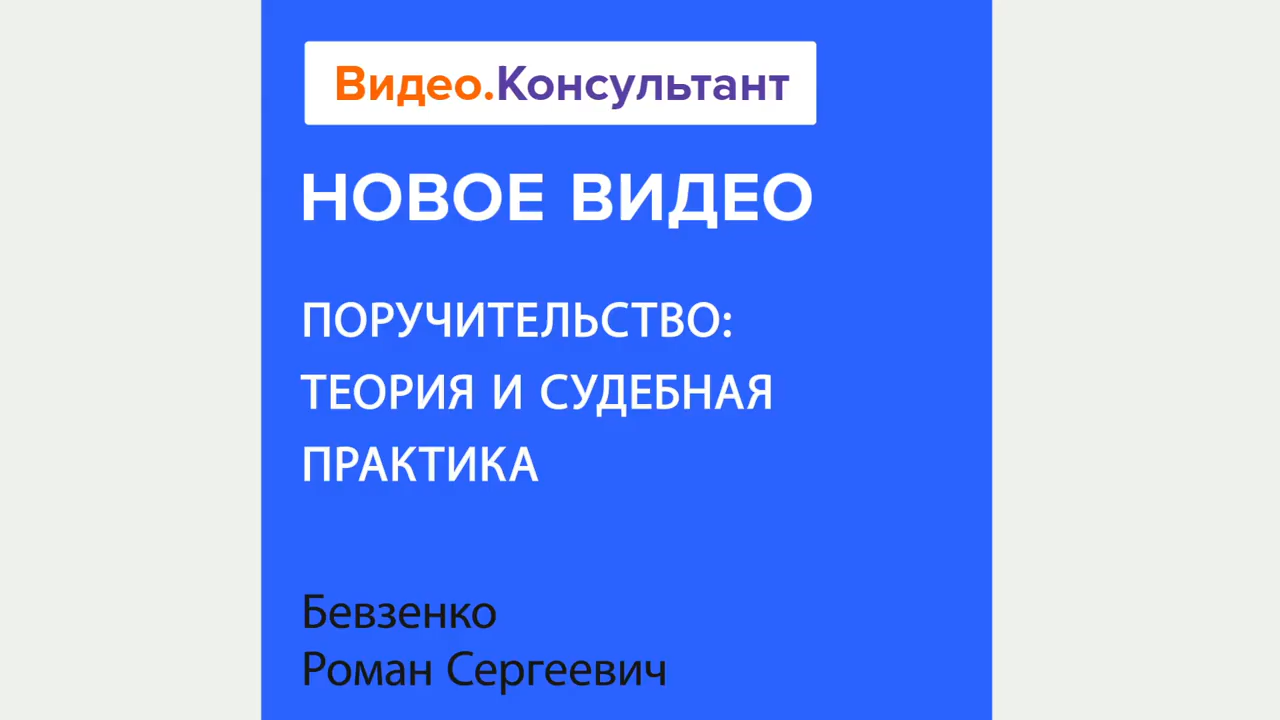 Видео.Консультант
НОВОЕ ВИДЕО
ПОРУЧИТЕЛЬСТВО:
ТЕОРИЯ И СУДЕБНАЯ
ПРАКТИКА
Бевзенко
Роман Сергеевич